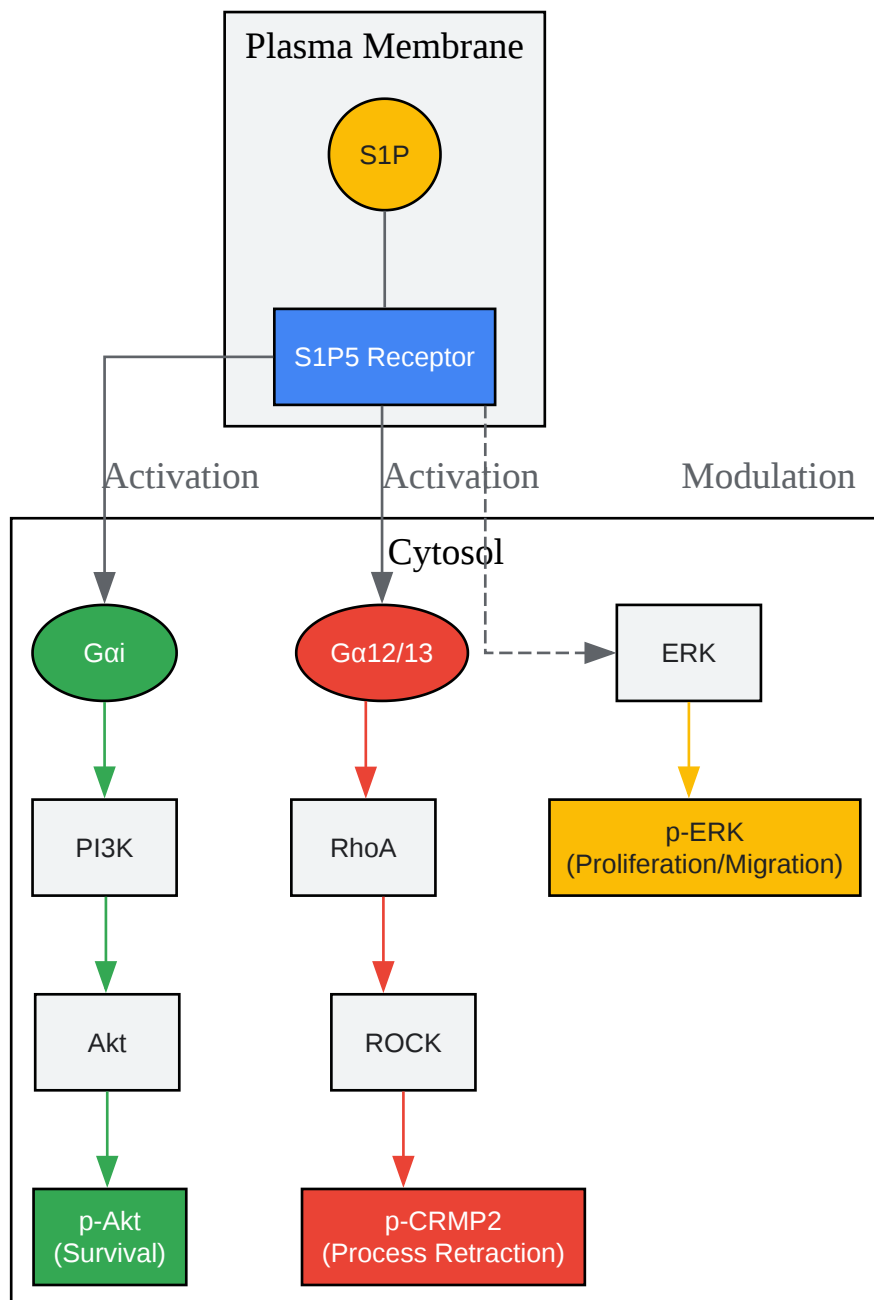 Plasma Membrane
S1P
S1P5 Receptor
Activation
Activation
Modulation
Cytosol
Gαi
Gα12/13
ERK
PI3K
RhoA
p-ERK
(Proliferation/Migration)
Akt
ROCK
p-Akt
(Survival)
p-CRMP2
(Process Retraction)